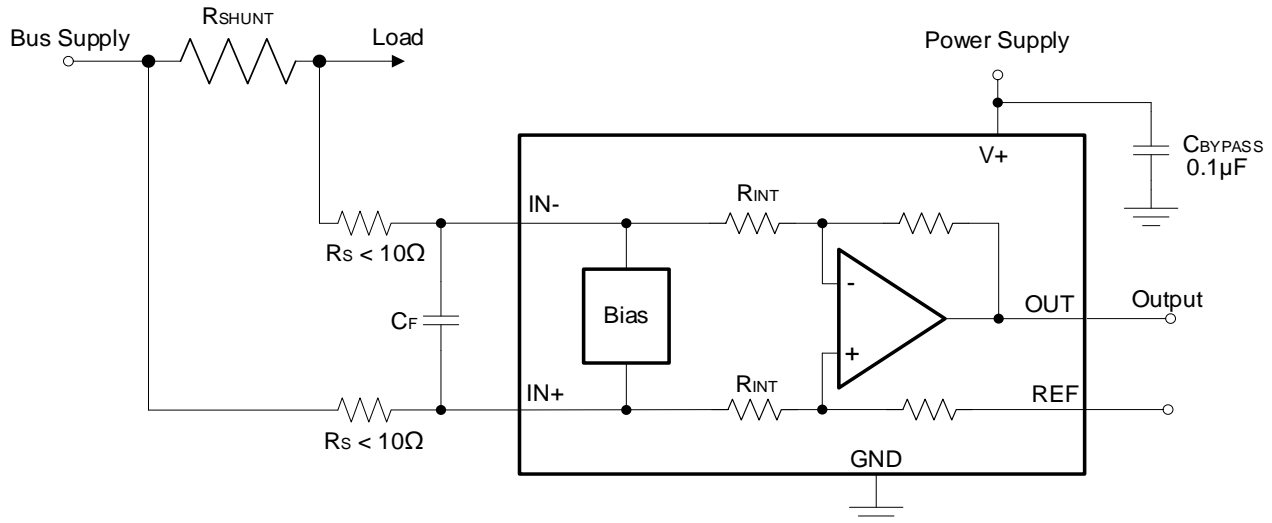 RSHUNT
Bus Supply
Load
Power Supply
V+
CBYPASS
0.1µF
IN-
RINT
RS < 10Ω
CF
Bias
-
+
OUT
Output
IN+
RINT
REF
RS < 10Ω
GND